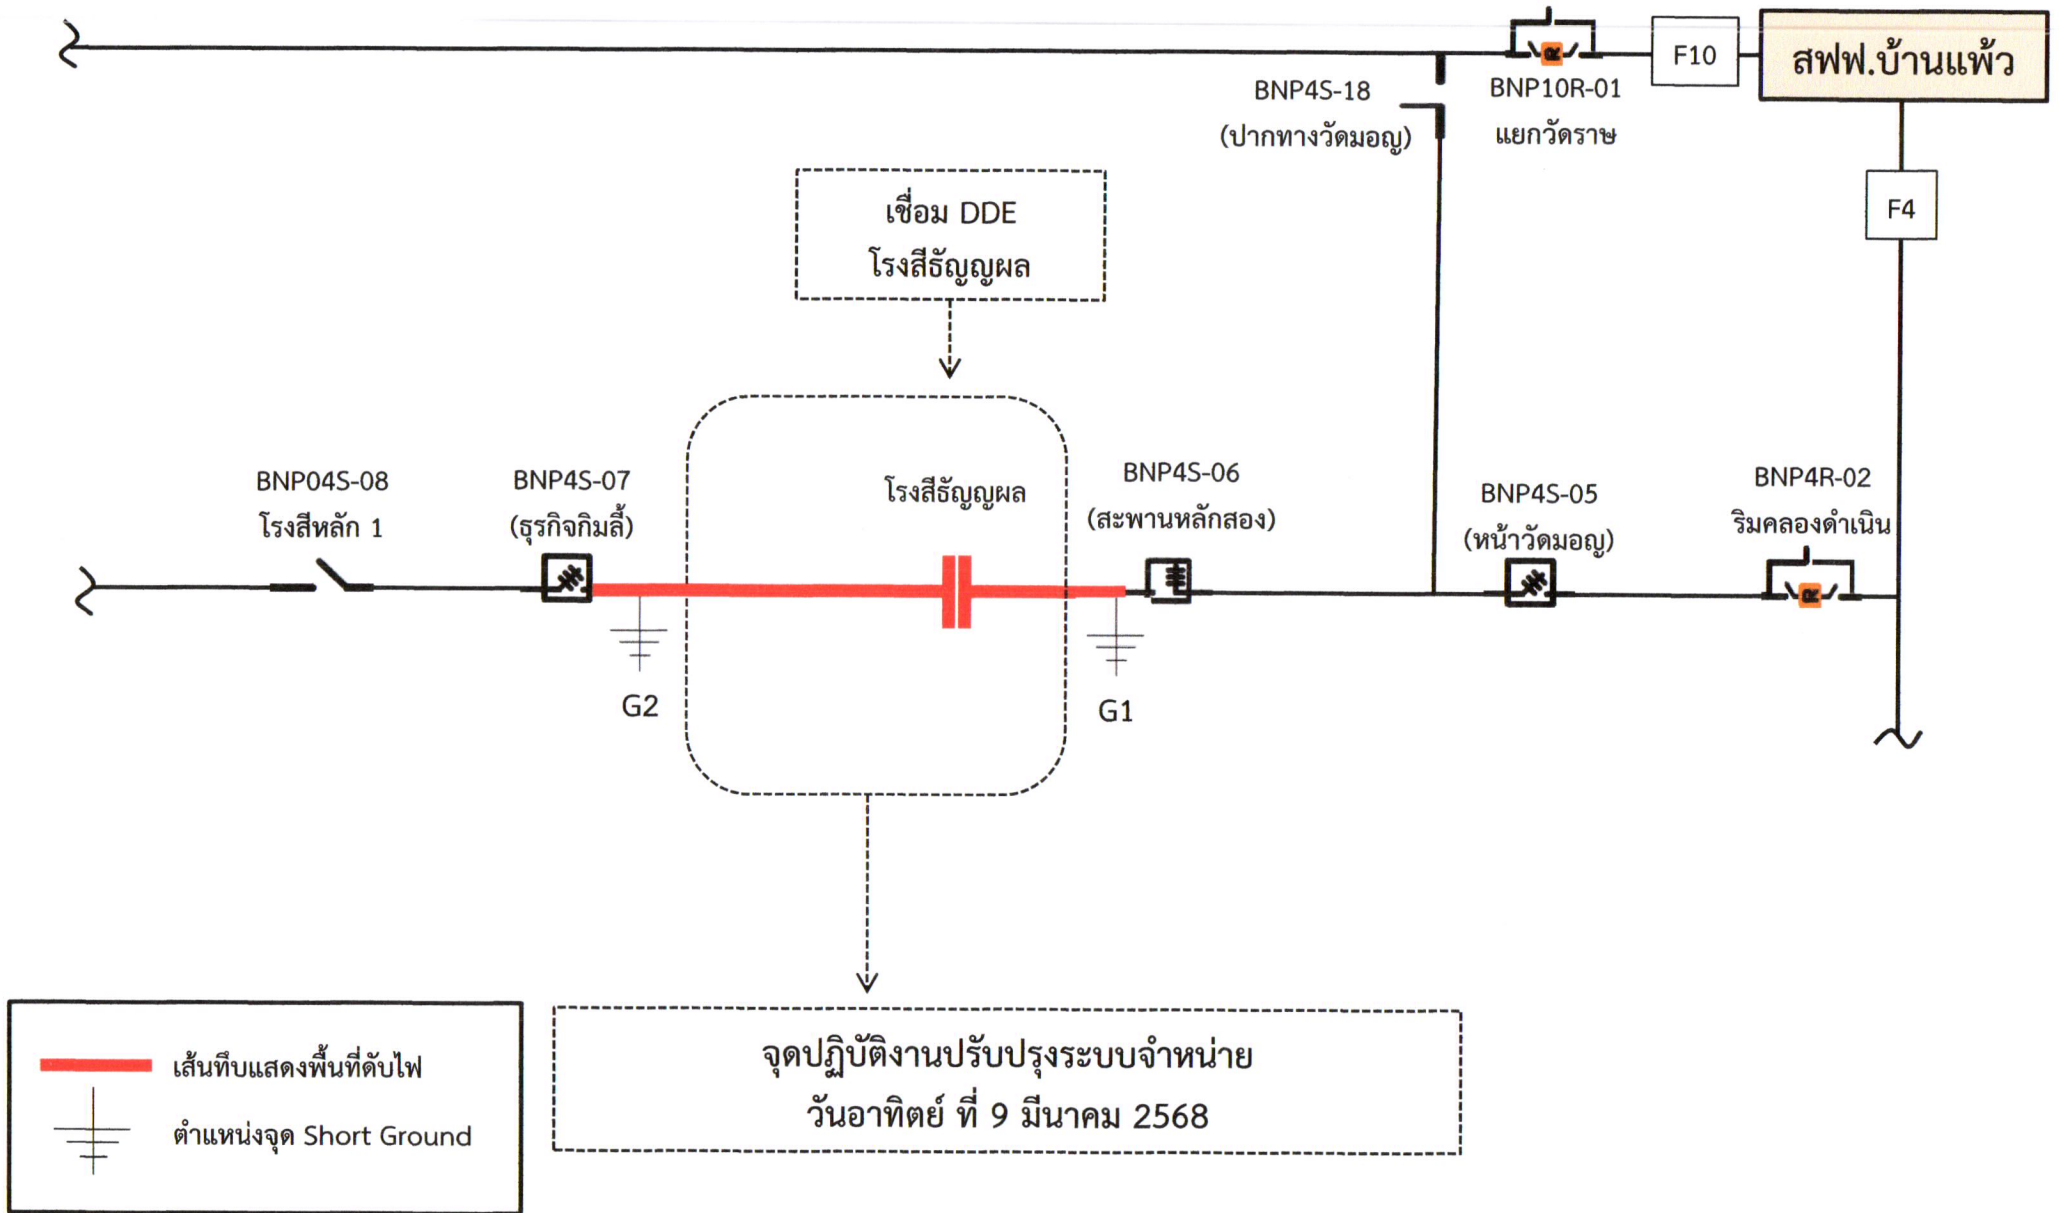 F10
สฟฟ.บ้านแพ้ว
BNP4S-18
(ปากทางวัดมอญ)
BNP10R-01
แยกวัดราษ
F4
เชื่อม DDE
โรงสีธัญญผล
BNP04S-08
โรงสีหลัก 1
BNP4S-07
(ธุรกิจกิมลี้)
โรงสีธัญญผล
BNP4S-06
(สะพานหลักสอง)
BNP4S-05
(หน้าวัดมอญ)
BNP4R-02
ริมคลองดำเนิน
R
R
G2
G1
เส้นทึบแสดงพื้นที่ดับไฟ
ตำแหน่งจุด Short Ground
จุดปฏิบัติงานปรับปรุงระบบจำหน่าย
วันอาทิตย์ ที่ 9 มีนาคม 2568